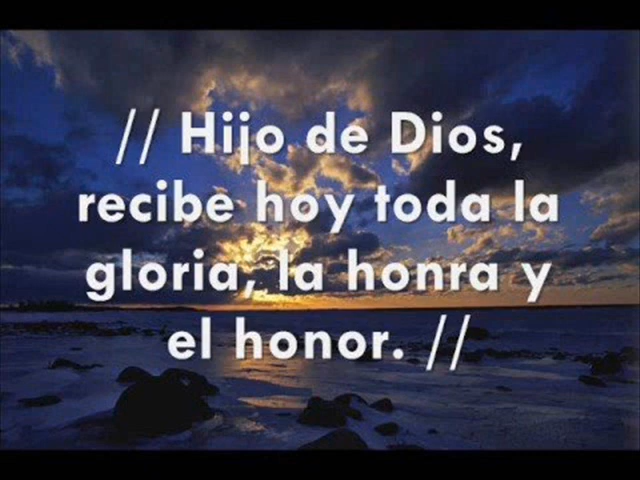 // Hijo de Dios,
recibe hoy toda la
gloria, la honra y
el honor. //